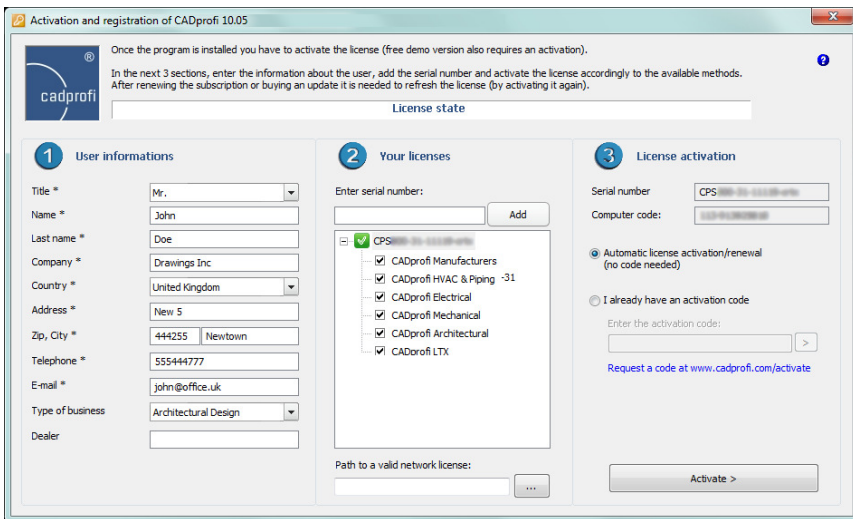 Activation and registration of CADprofi 10.05
Once the program is installed you have to activate the license (free demo version also requires an activation).
In the next 3 sections, enter the information about the user, add the serial number and activate the license accordingly to the available methods.
After renewing the subscription or buying an update it is needed to refresh the license (by activating it again).
®
cadprofi
License state
1 User informations
Title * Mr.
Name * John
Last name * Doe
Company * Drawings Inc
Country * United Kingdom
Address * New 5
Zip, City * 444255 Newtown
Telephone * 555444777
E-mail * john@office.uk
Type of business Architectural Design
Dealer
2 Your licenses
Enter serial number:
Add
CPS
CADprofi Manufacturers
CADprofi HVAC & Piping -31
CADprofi Electrical
CADprofi Mechanical
CADprofi Architectural
CADprofi LTX
Path to a valid network license:
...
3 License activation
Serial number CPS
Computer code:
Automatic license activation/renewal
(no code needed)
I already have an activation code
Enter the activation code:
>
Request a code at www.cadprofi.com/activate
Activate >